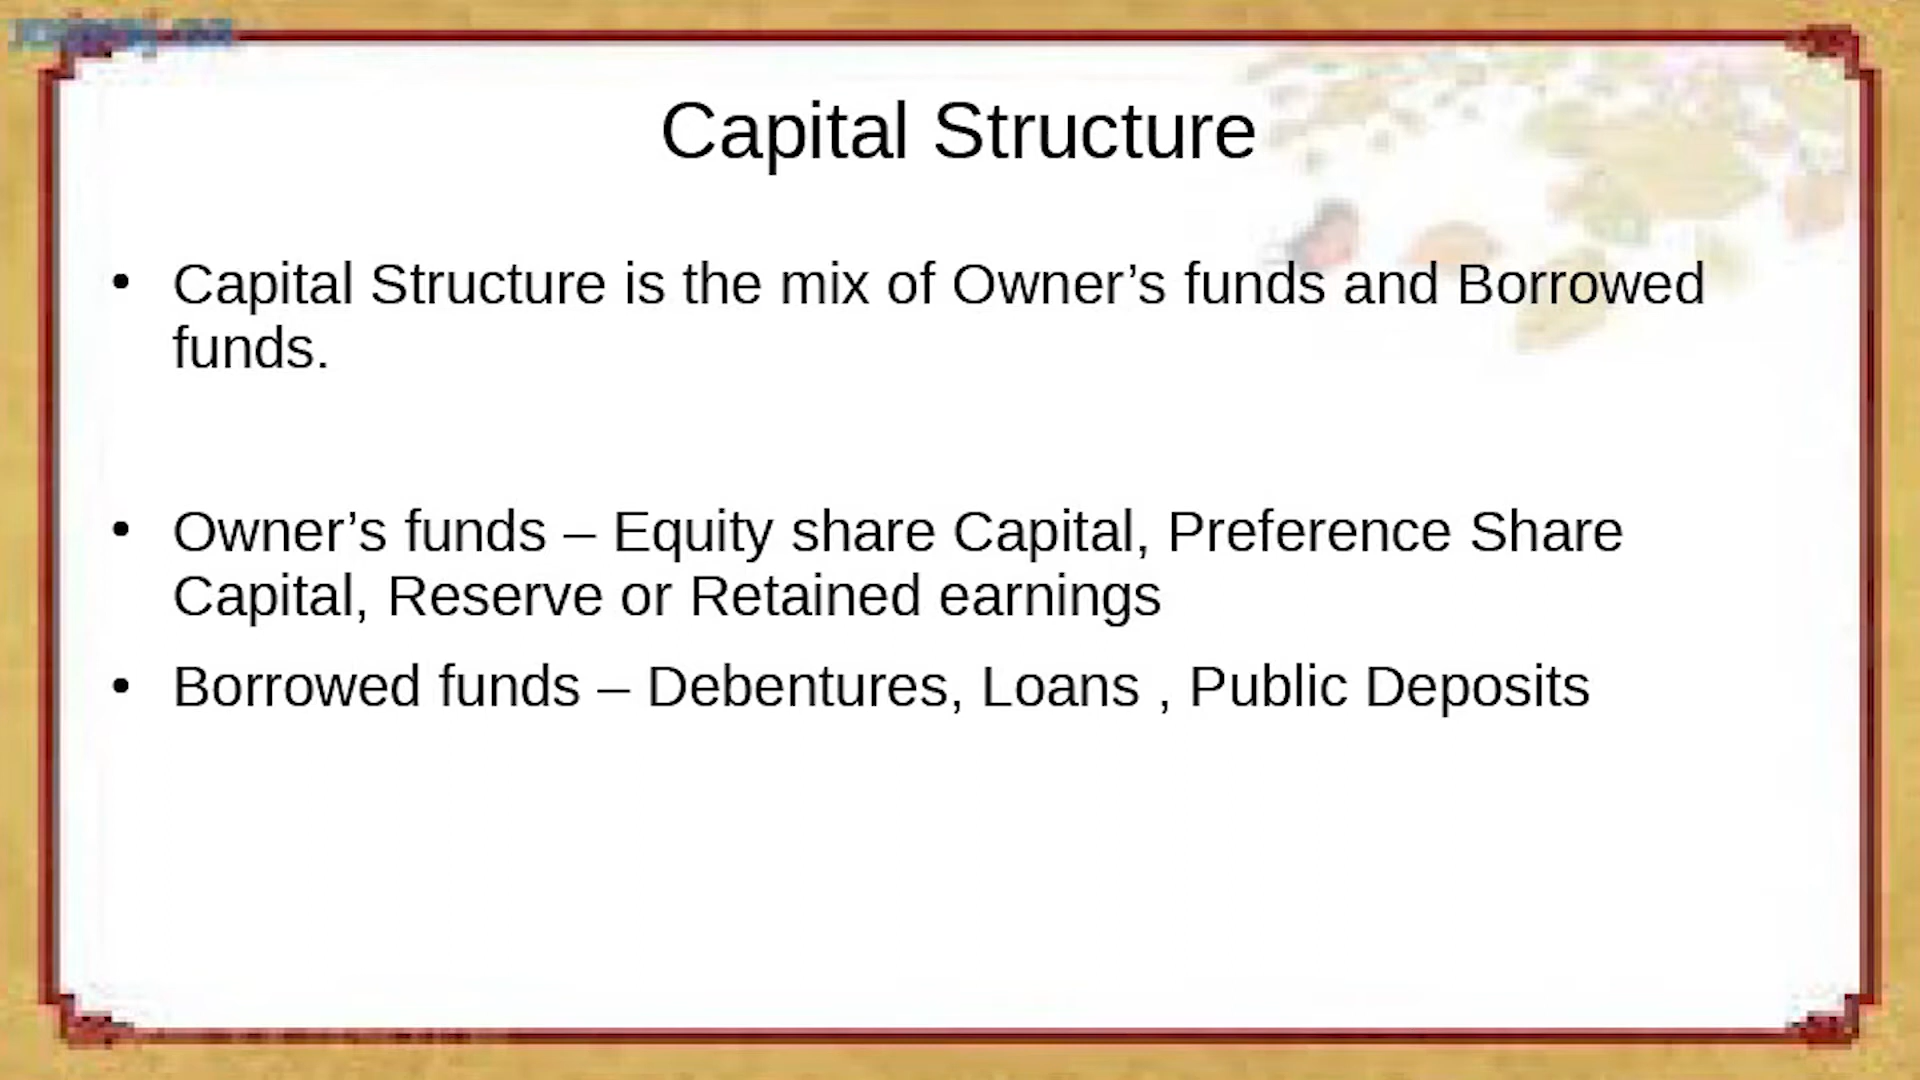 Capital Structure
• Capital Structure is the mix of Owner’s funds and Borrowed
funds.
• Owner’s funds – Equity share Capital, Preference Share
Capital, Reserve or Retained earnings
• Borrowed funds – Debentures, Loans , Public Deposits